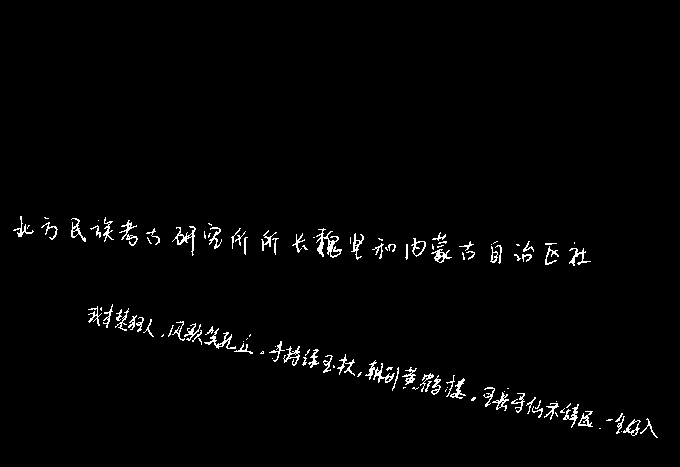 北方民族考古研究所所长魏坚和内蒙古自治区社
我本楚狂人，风歌笑孔丘。手持绿玉杖，朝别黄鹤楼。五岳寻仙不辞远，一生好入